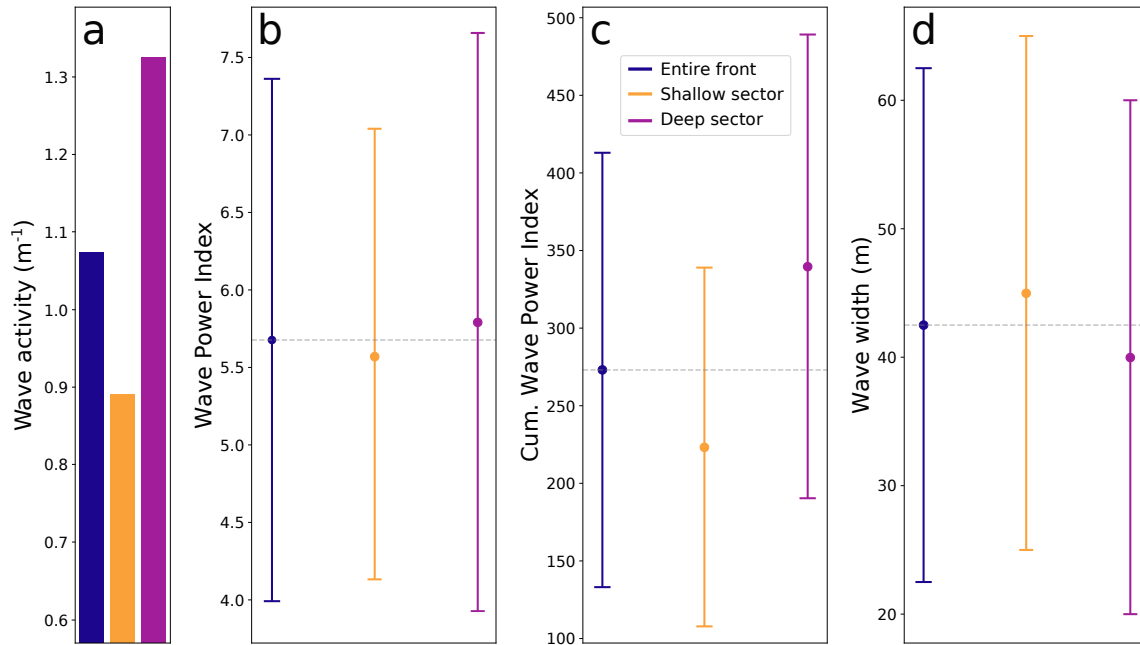 a
Wave activity (m⁻¹)
1.3
1.2
1.1
1.0
0.9
0.8
0.7
0.6
b
Wave Power Index
7.5
7.0
6.5
6.0
5.5
5.0
4.5
4.0
c
Cum. Wave Power Index
500
450
400
350
300
250
200
150
100
Entire front
Shallow sector
Deep sector
d
Wave width (m)
60
50
40
30
20